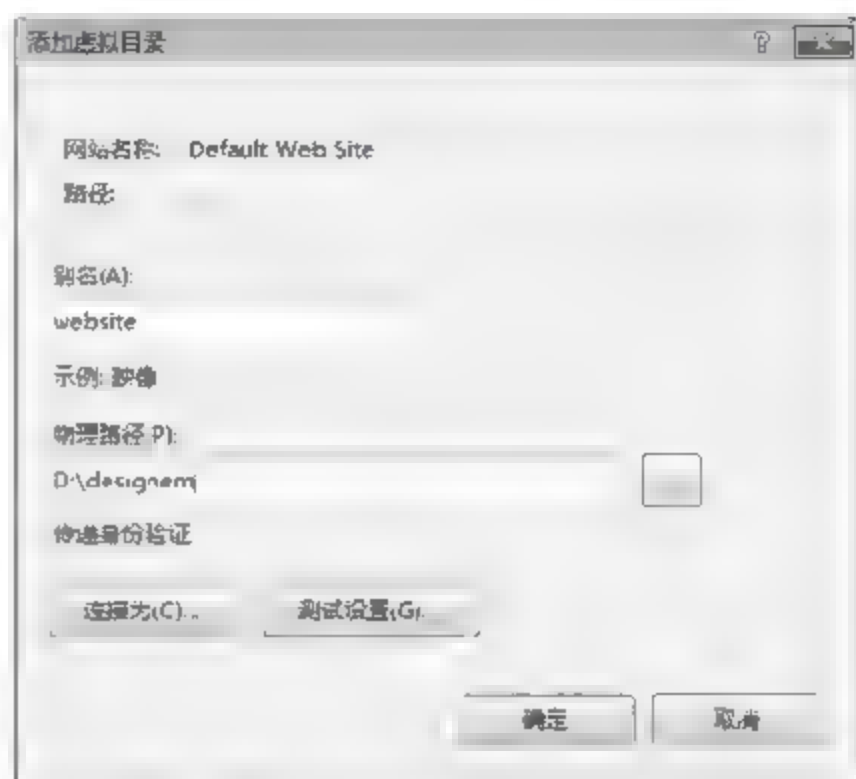 添加虚拟目录
网站名称: Default Web Site
路径:
别名(A):
website
示例: 映像
物理路径(P):
D:\designem
传递身份验证
连接为(C)...
测试设置(G)...
确定 取消